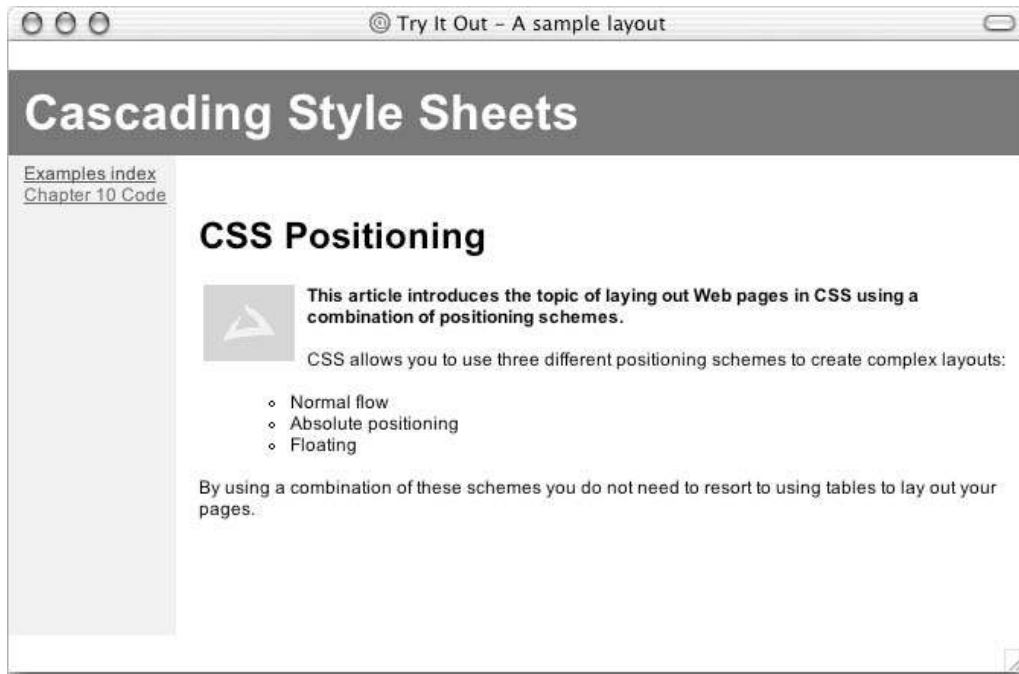 @ Try It Out – A sample layout
Cascading Style Sheets
Examples index
Chapter 10 Code
CSS Positioning
This article introduces the topic of laying out Web pages in CSS using a
combination of positioning schemes.
CSS allows you to use three different positioning schemes to create complex layouts:
Normal flow
Absolute positioning
Floating
By using a combination of these schemes you do not need to resort to using tables to lay out your
pages.